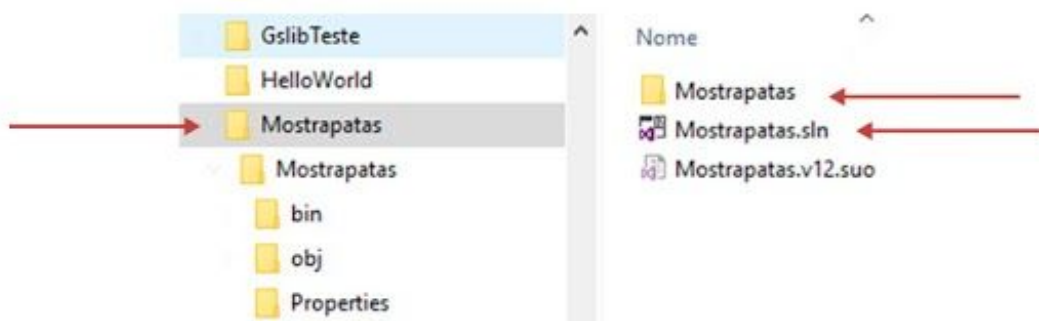 GslibTeste
HelloWorld
Mostrapatas
Mostrapatas
bin
obj
Properties
Nome
Mostrapatas
Mostrapatas.sln
Mostrapatas.v12.suo